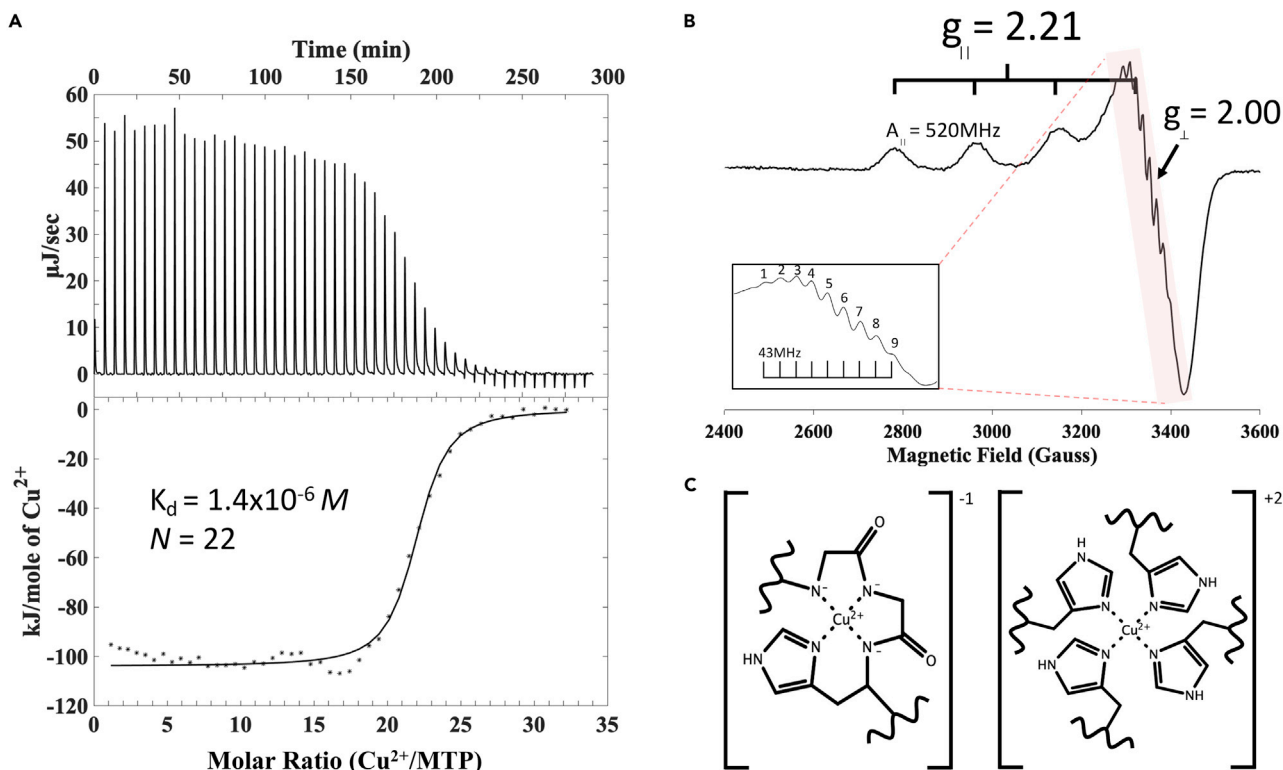 A
Time (min)
0 50 100 150 200 250 300
60
50
40
30
20
10
0
μJ/sec
0
-20
-40
-60
-80
-100
-120
kJ/mole of Cu²⁺
K_d = 1.4x10⁻⁶ M
N = 22
0 5 10 15 20 25 30 35
Molar Ratio (Cu²⁺/MTP)
B
g_|| = 2.21
A_|| = 520MHz
g_⊥ = 2.00
1 2 3 4 5 6 7 8 9
43MHz
2400 2600 2800 3000 3200 3400 3600
Magnetic Field (Gauss)
C
-1
O
N⁻ N⁻
Cu²⁺
N N⁻
HN O
+2
H
N
NH
N N
Cu²⁺
N N
HN
NH